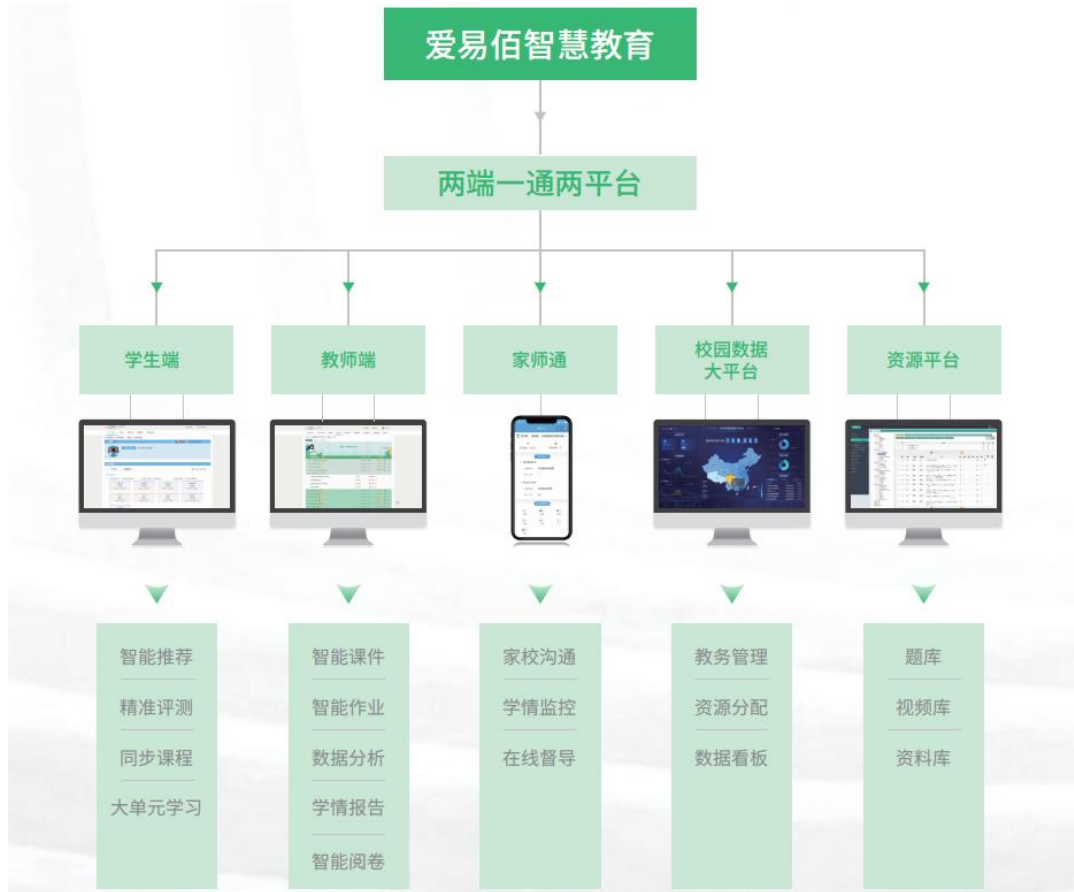 爱易佰智慧教育
两端一通两平台
学生端
教师端
家师通
校园数据
大平台
资源平台
智能推荐
精准评测
同步课程
大单元学习
智能课件
智能作业
数据分析
学情报告
智能阅卷
家校沟通
学情监控
在线督导
教务管理
资源分配
数据看板
题库
视频库
资料库